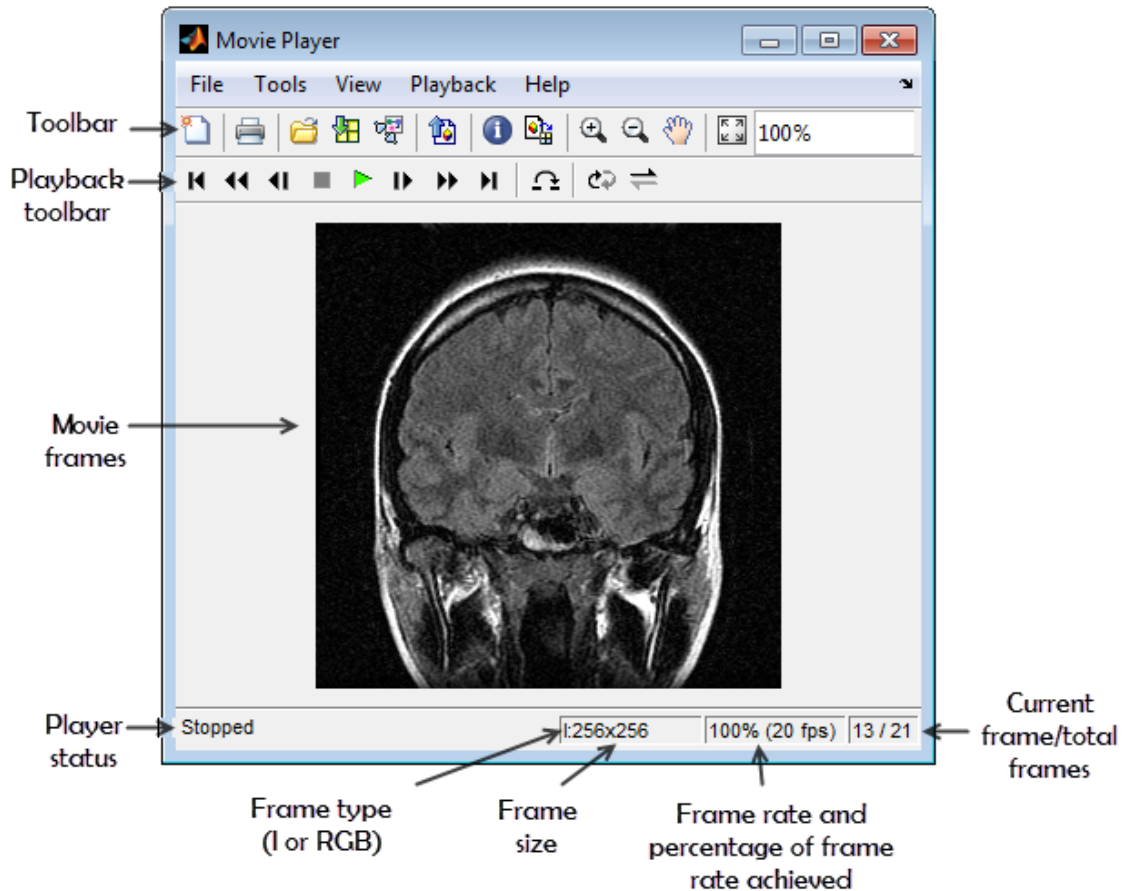 Movie Player
File Tools View Playback Help
Toolbar
100%
Playback
toolbar
Movie
frames
Player
status
Stopped
I:256x256
100% (20 fps)
13 / 21
Current
frame/total
frames
Frame type
(I or RGB)
Frame
size
Frame rate and
percentage of frame
rate achieved